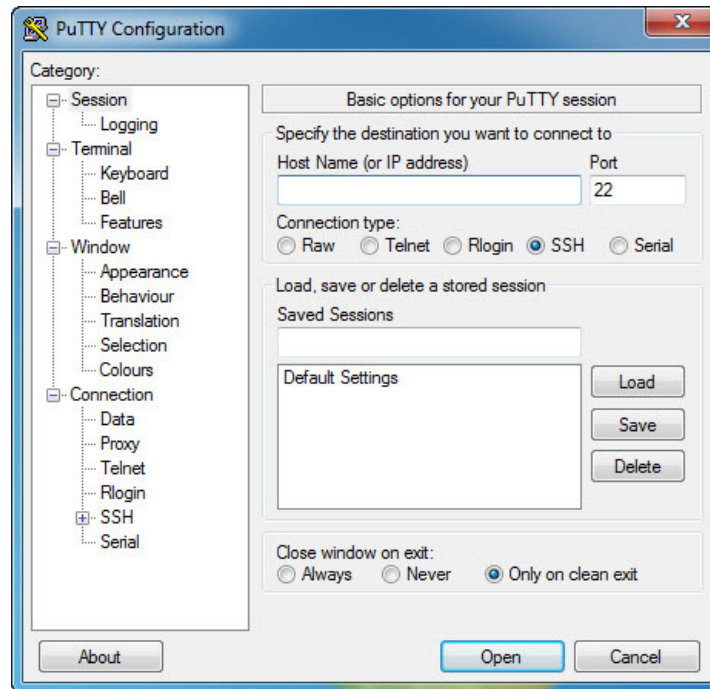 PuTTY Configuration
X
Category:
Session
Logging
Terminal
Keyboard
Bell
Features
Window
Appearance
Behaviour
Translation
Selection
Colours
Connection
Data
Proxy
Telnet
Rlogin
SSH
Serial
Basic options for your PuTTY session
Specify the destination you want to connect to
Host Name (or IP address) Port
22
Connection type:
Raw Telnet Rlogin SSH Serial
Load, save or delete a stored session
Saved Sessions
Default Settings
Load
Save
Delete
Close window on exit:
Always Never Only on clean exit
About Open Cancel